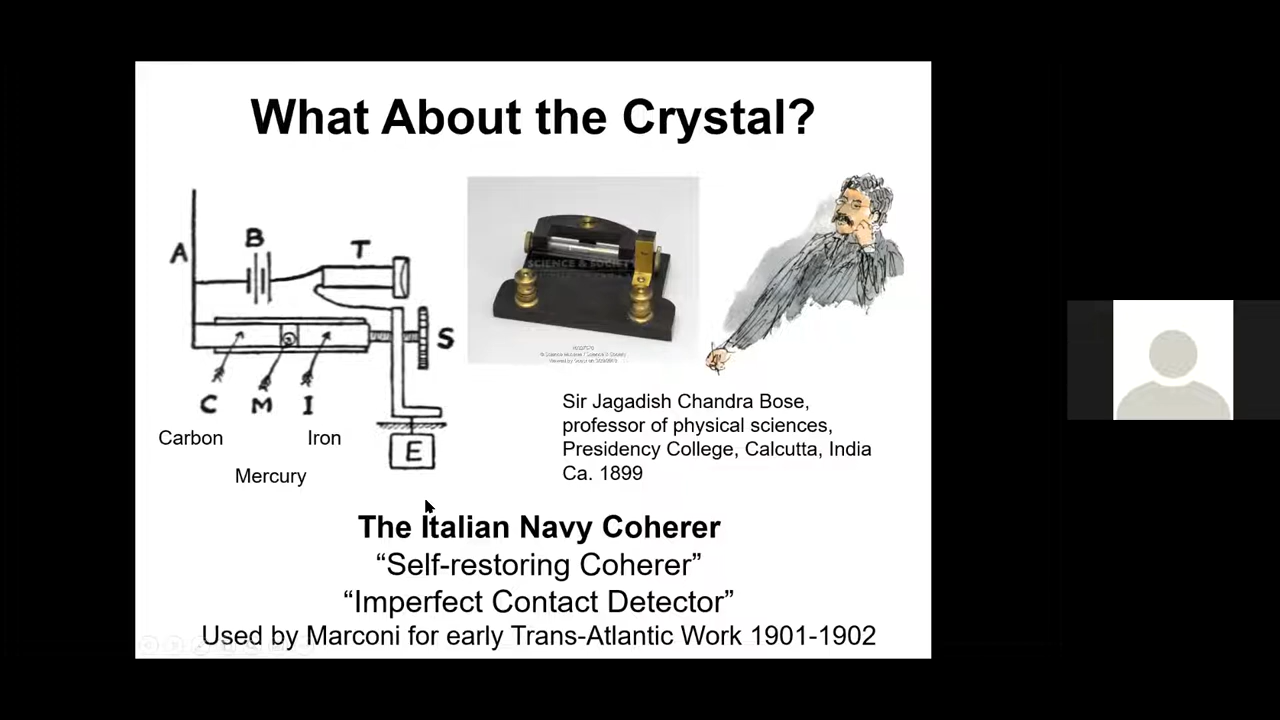 What About the Crystal?
A
B
T
S
C
M
I
E
Carbon
Iron
Mercury
SCIENCE & SOCIETY
Sir Jagadish Chandra Bose,
professor of physical sciences,
Presidency College, Calcutta, India
Ca. 1899
The Italian Navy Coherer
“Self-restoring Coherer”
“Imperfect Contact Detector”
Used by Marconi for early Trans-Atlantic Work 1901-1902